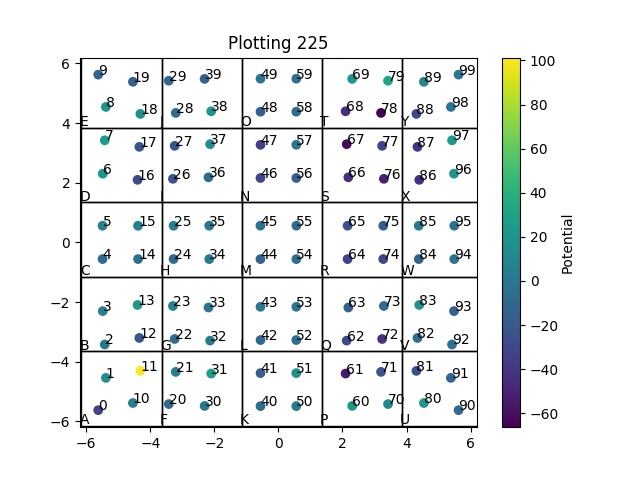 Plotting 225
6
4
2
0
−2
−4
−6
−6
−4
−2
0
2
4
6
9 19 29 39 49 59 69 79 89 99
8 18 28 38 48 58 68 78 88 98
E I O T Y
7 17 27 37 47 57 67 77 87 97
6 16 26 36 46 56 66 76 86 96
D I N S X
5 15 25 35 45 55 65 75 85 95
4 14 24 34 44 54 64 74 84 94
C H M R W
3 13 23 33 43 53 63 73 83 93
2 12 22 32 42 52 62 72 82 92
B G L Q V
1 11 21 31 41 51 61 71 81 91
0 10 20 30 40 50 60 70 80 90
A F K P U
100
80
60
40
20
0
−20
−40
−60
Potential